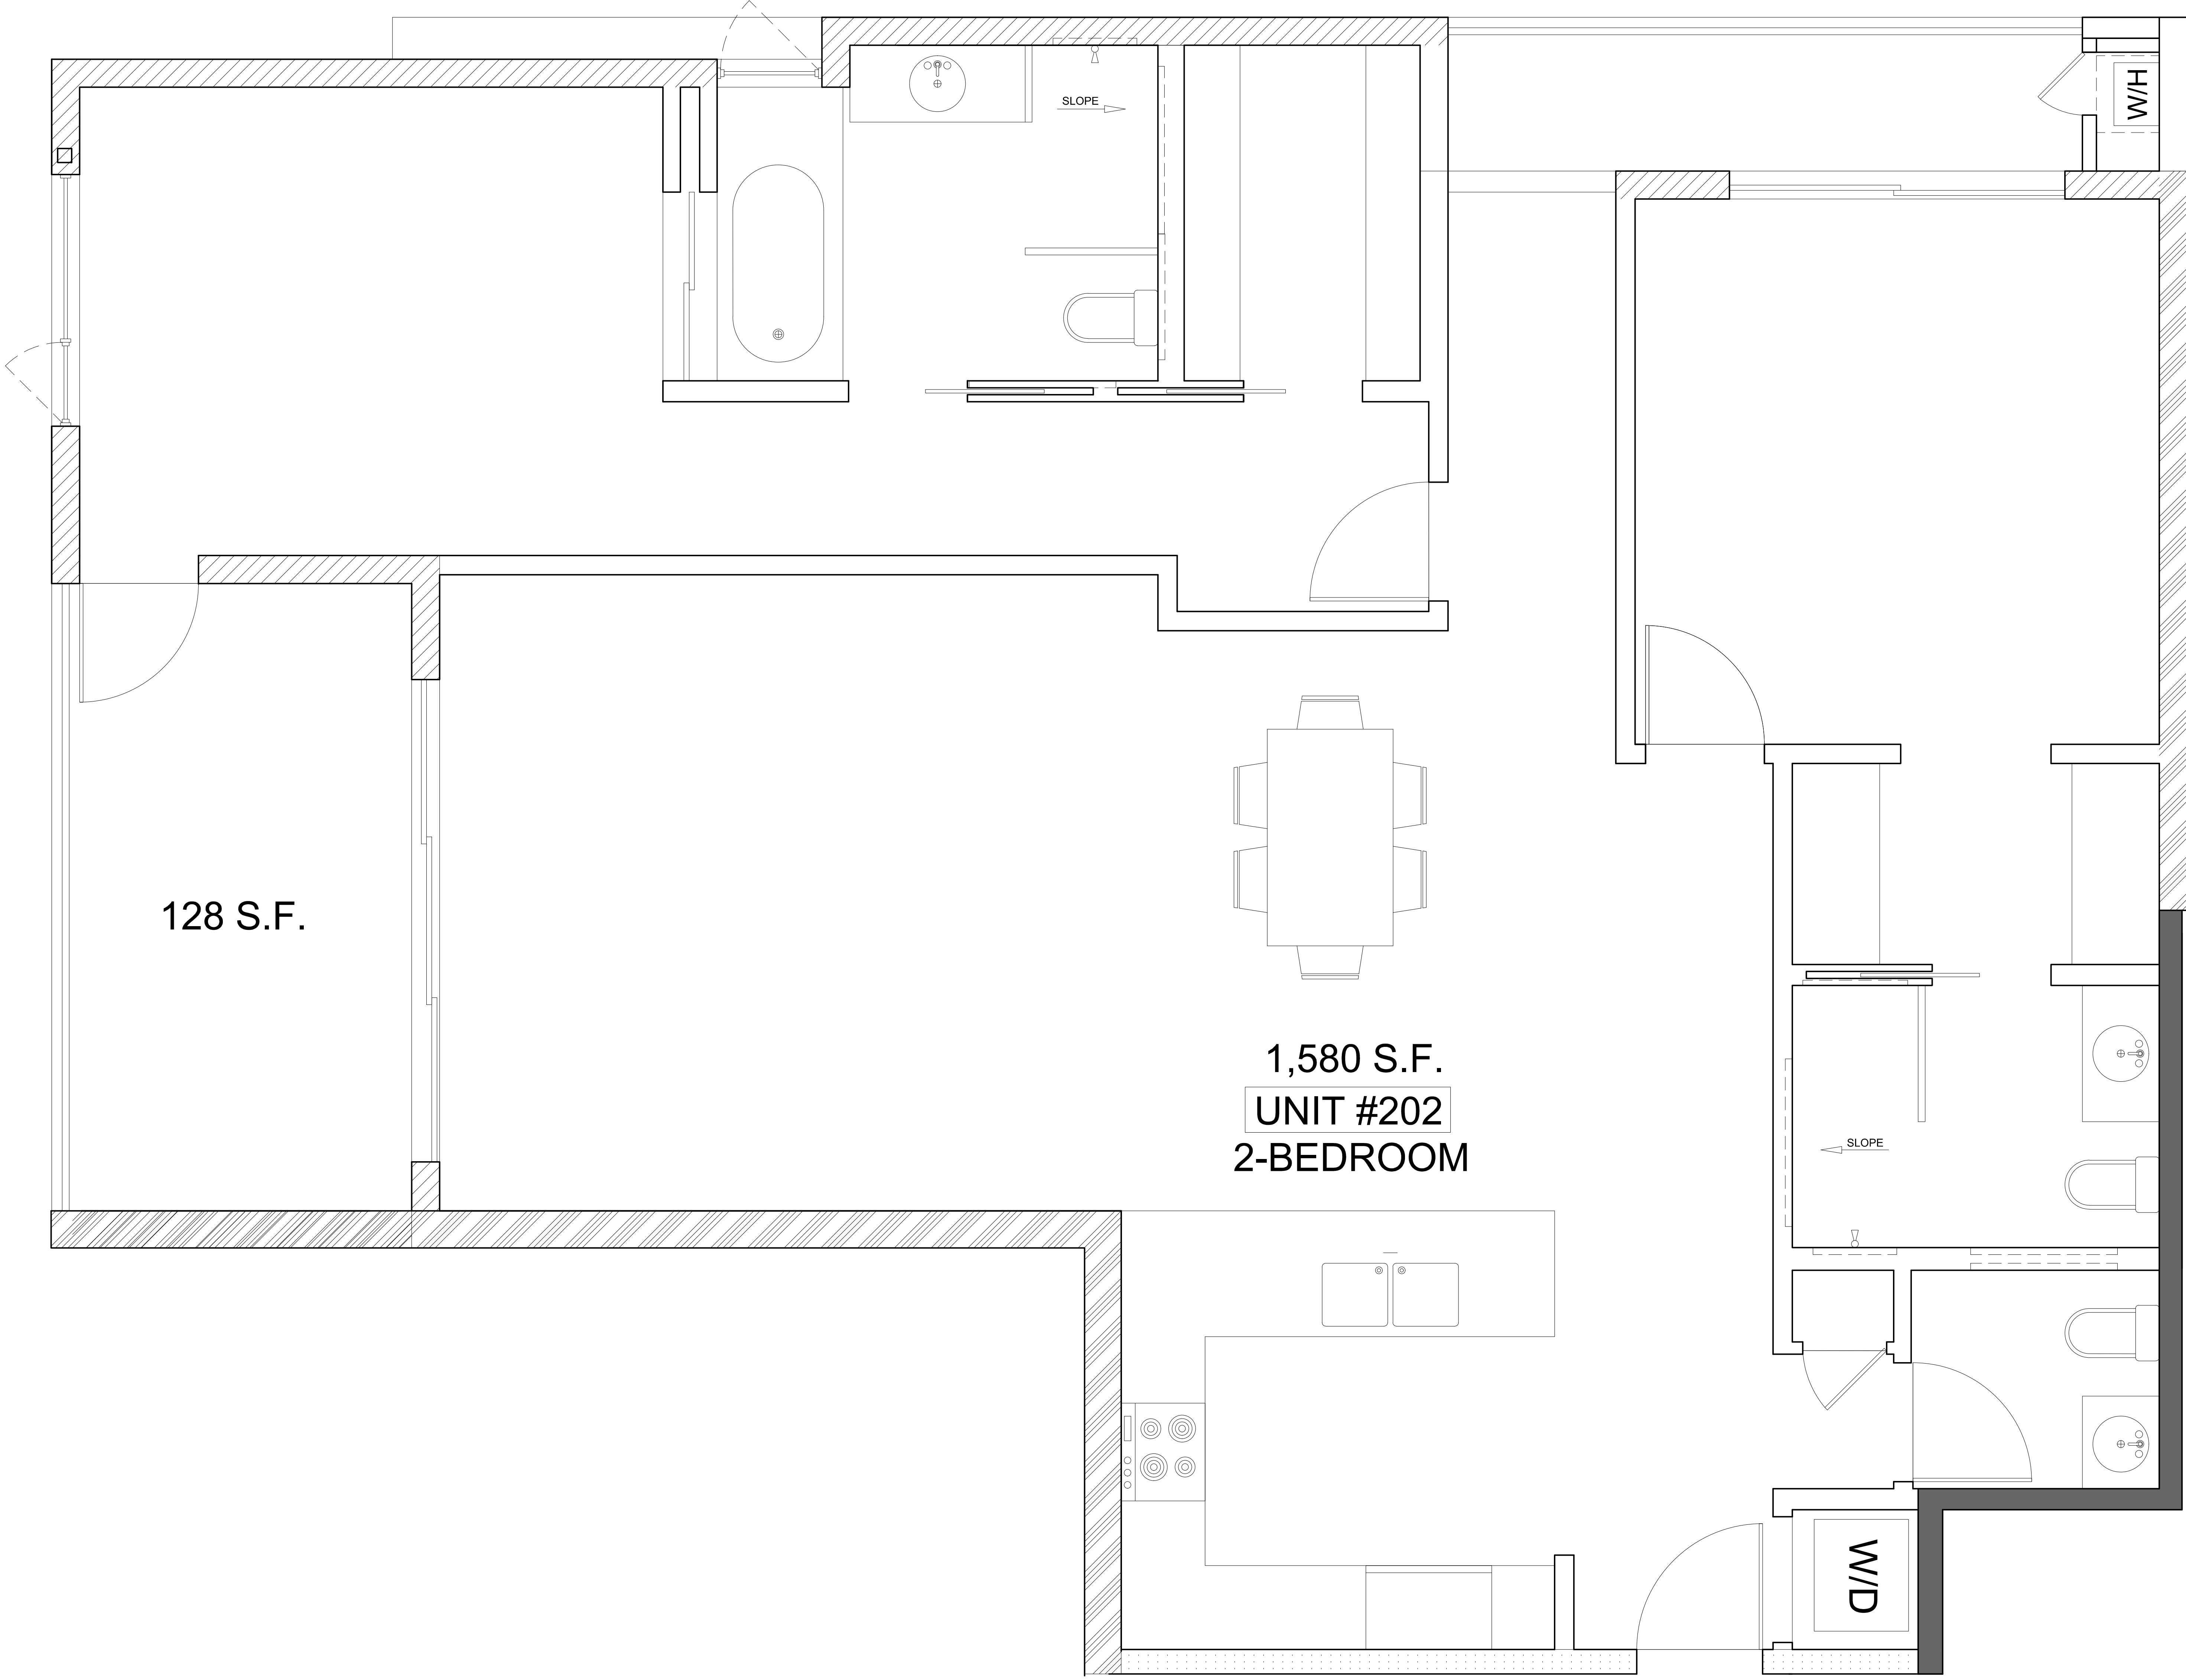 H/W
SLOPE
128 S.F.
1,580 S.F.
UNIT #202
2-BEDROOM
SLOPE
W/D